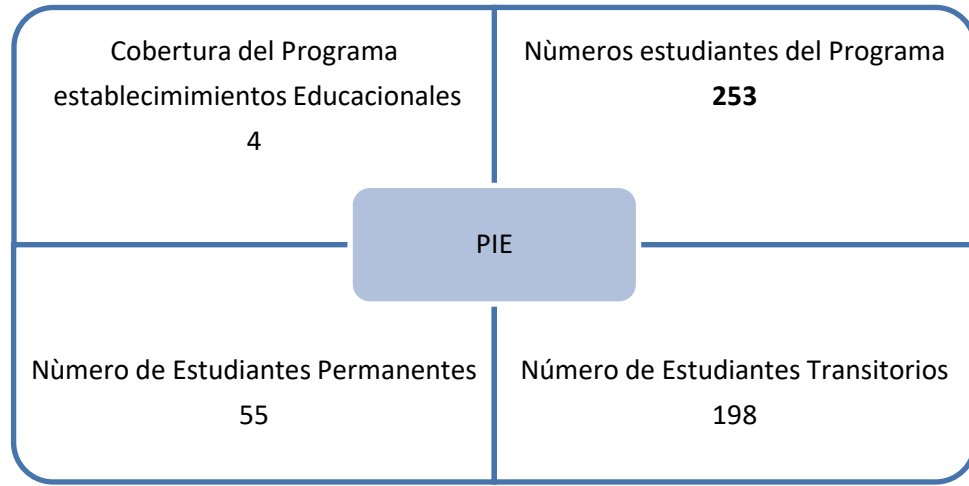 Cobertura del Programa
establecimimientos Educacionales
4
Nùmeros estudiantes del Programa
253
PIE
Nùmero de Estudiantes Permanentes
55
Número de Estudiantes Transitorios
198